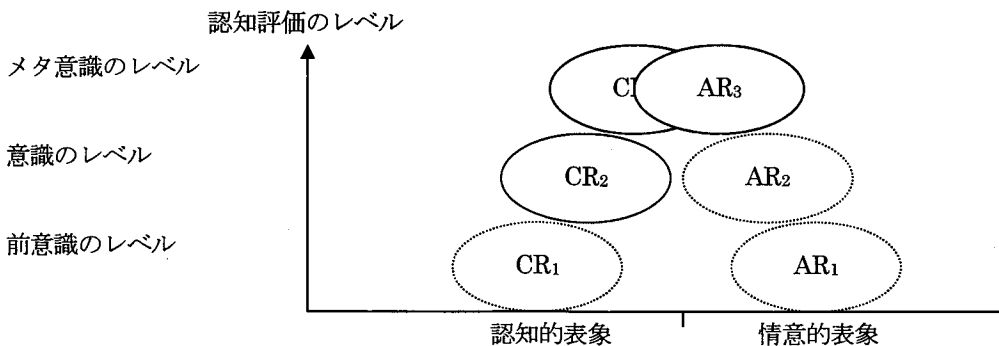 認知評価のレベル
メタ意識のレベル
CR AR₃
意識のレベル
CR₂ AR₂
前意識のレベル
CR₁ AR₁
認知的表象 情意的表象